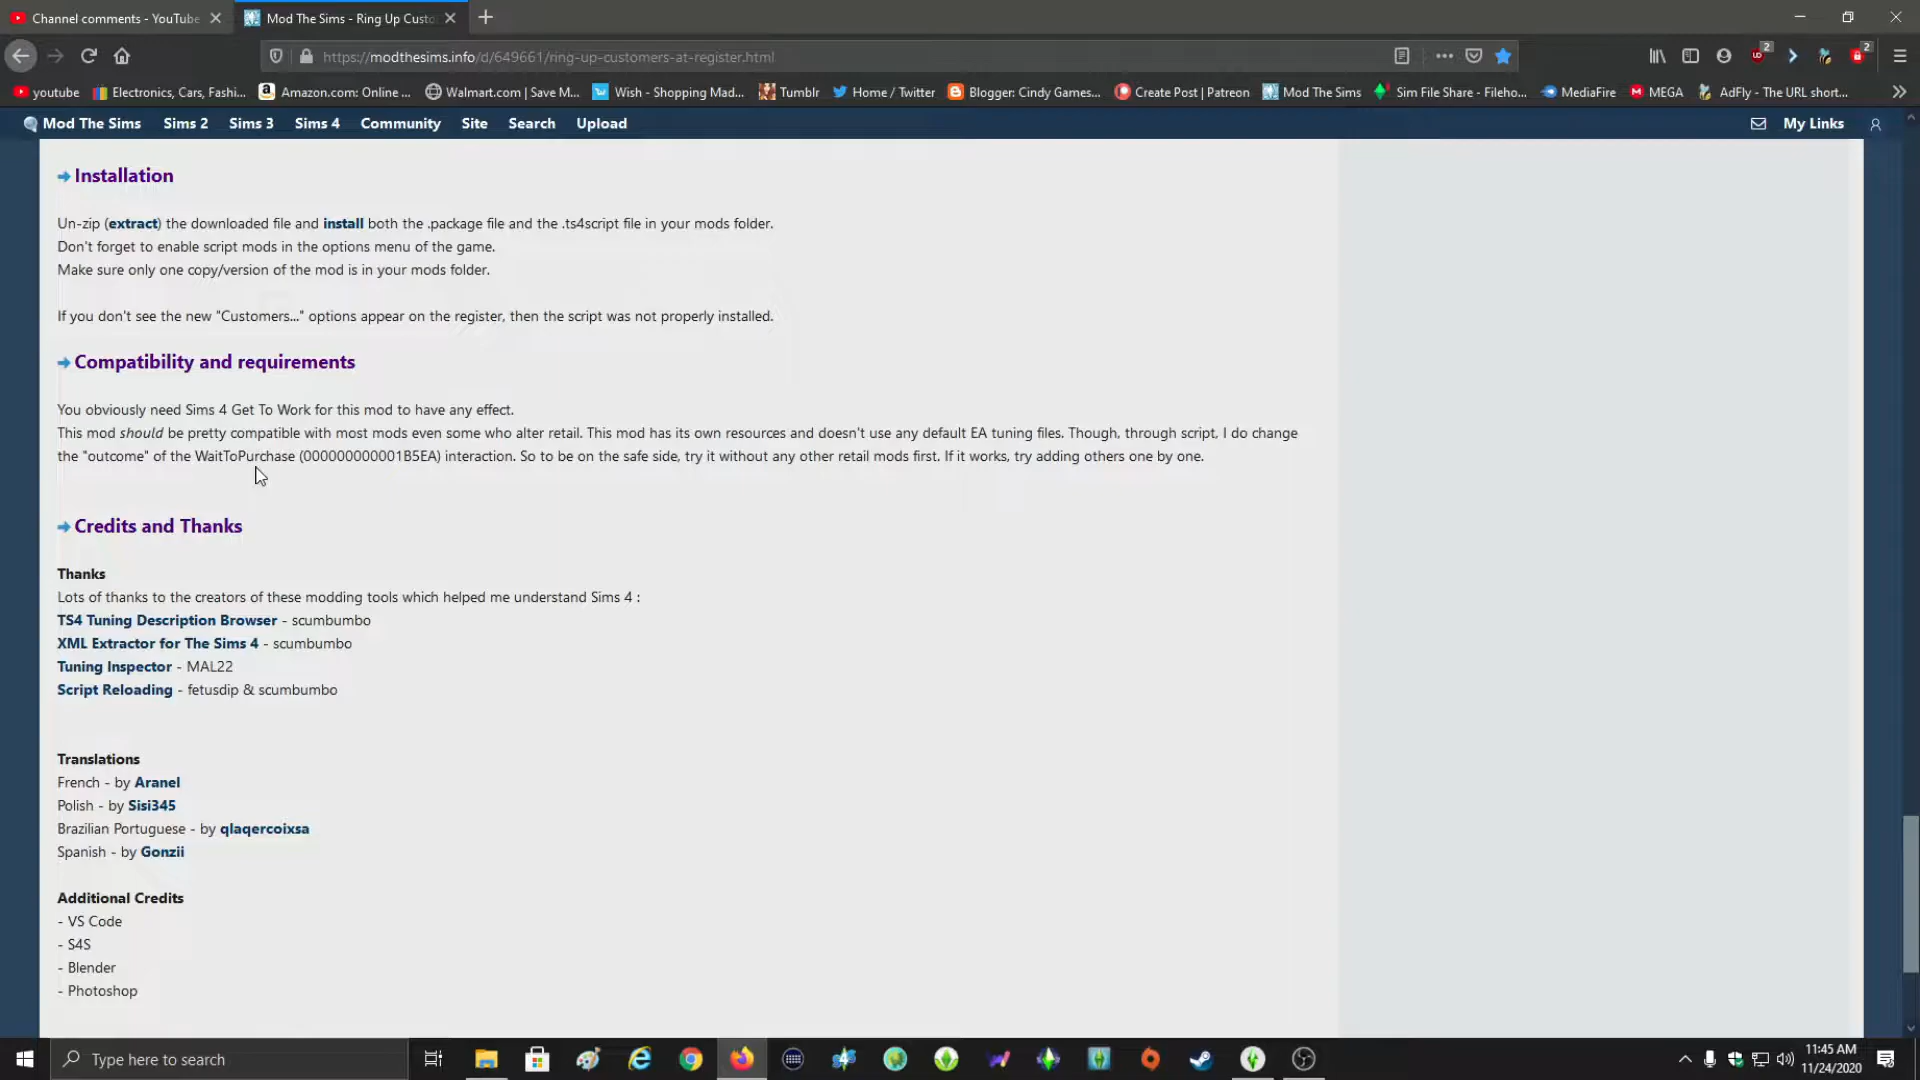 Channel comments - YouTube
Mod The Sims - Ring Up Custo
https://modthesims.info/d/649661/ring-up-customers-at-register.html
2
2
youtube
Electronics, Cars, Fashi...
Amazon.com: Online ...
Walmart.com | Save M...
Wish - Shopping Mad...
Tumblr
Home / Twitter
Blogger: Cindy Games...
Create Post | Patreon
Mod The Sims
Sim File Share - Fileho...
MediaFire
MEGA
AdFly - The URL short...
Mod The Sims Sims 2 Sims 3 Sims 4 Community Site Search Upload My Links
Installation
Un-zip (extract) the downloaded file and install both the .package file and the .ts4script file in your mods folder.
Don't forget to enable script mods in the options menu of the game.
Make sure only one copy/version of the mod is in your mods folder.
If you don't see the new "Customers..." options appear on the register, then the script was not properly installed.
Compatibility and requirements
You obviously need Sims 4 Get To Work for this mod to have any effect.
This mod should be pretty compatible with most mods even some who alter retail. This mod has its own resources and doesn't use any default EA tuning files. Though, through script, I do change
the "outcome" of the WaitToPurchase (000000000001B5EA) interaction. So to be on the safe side, try it without any other retail mods first. If it works, try adding others one by one.
Credits and Thanks
Thanks
Lots of thanks to the creators of these modding tools which helped me understand Sims 4 :
TS4 Tuning Description Browser - scumbumbo
XML Extractor for The Sims 4 - scumbumbo
Tuning Inspector - MAL22
Script Reloading - fetusdip & scumbumbo
Translations
French - by Aranel
Polish - by Sisi345
Brazilian Portuguese - by qlaqercoixsa
Spanish - by Gonzii
Additional Credits
- VS Code
- S4S
- Blender
- Photoshop
Type here to search
11:45 AM
11/24/2020